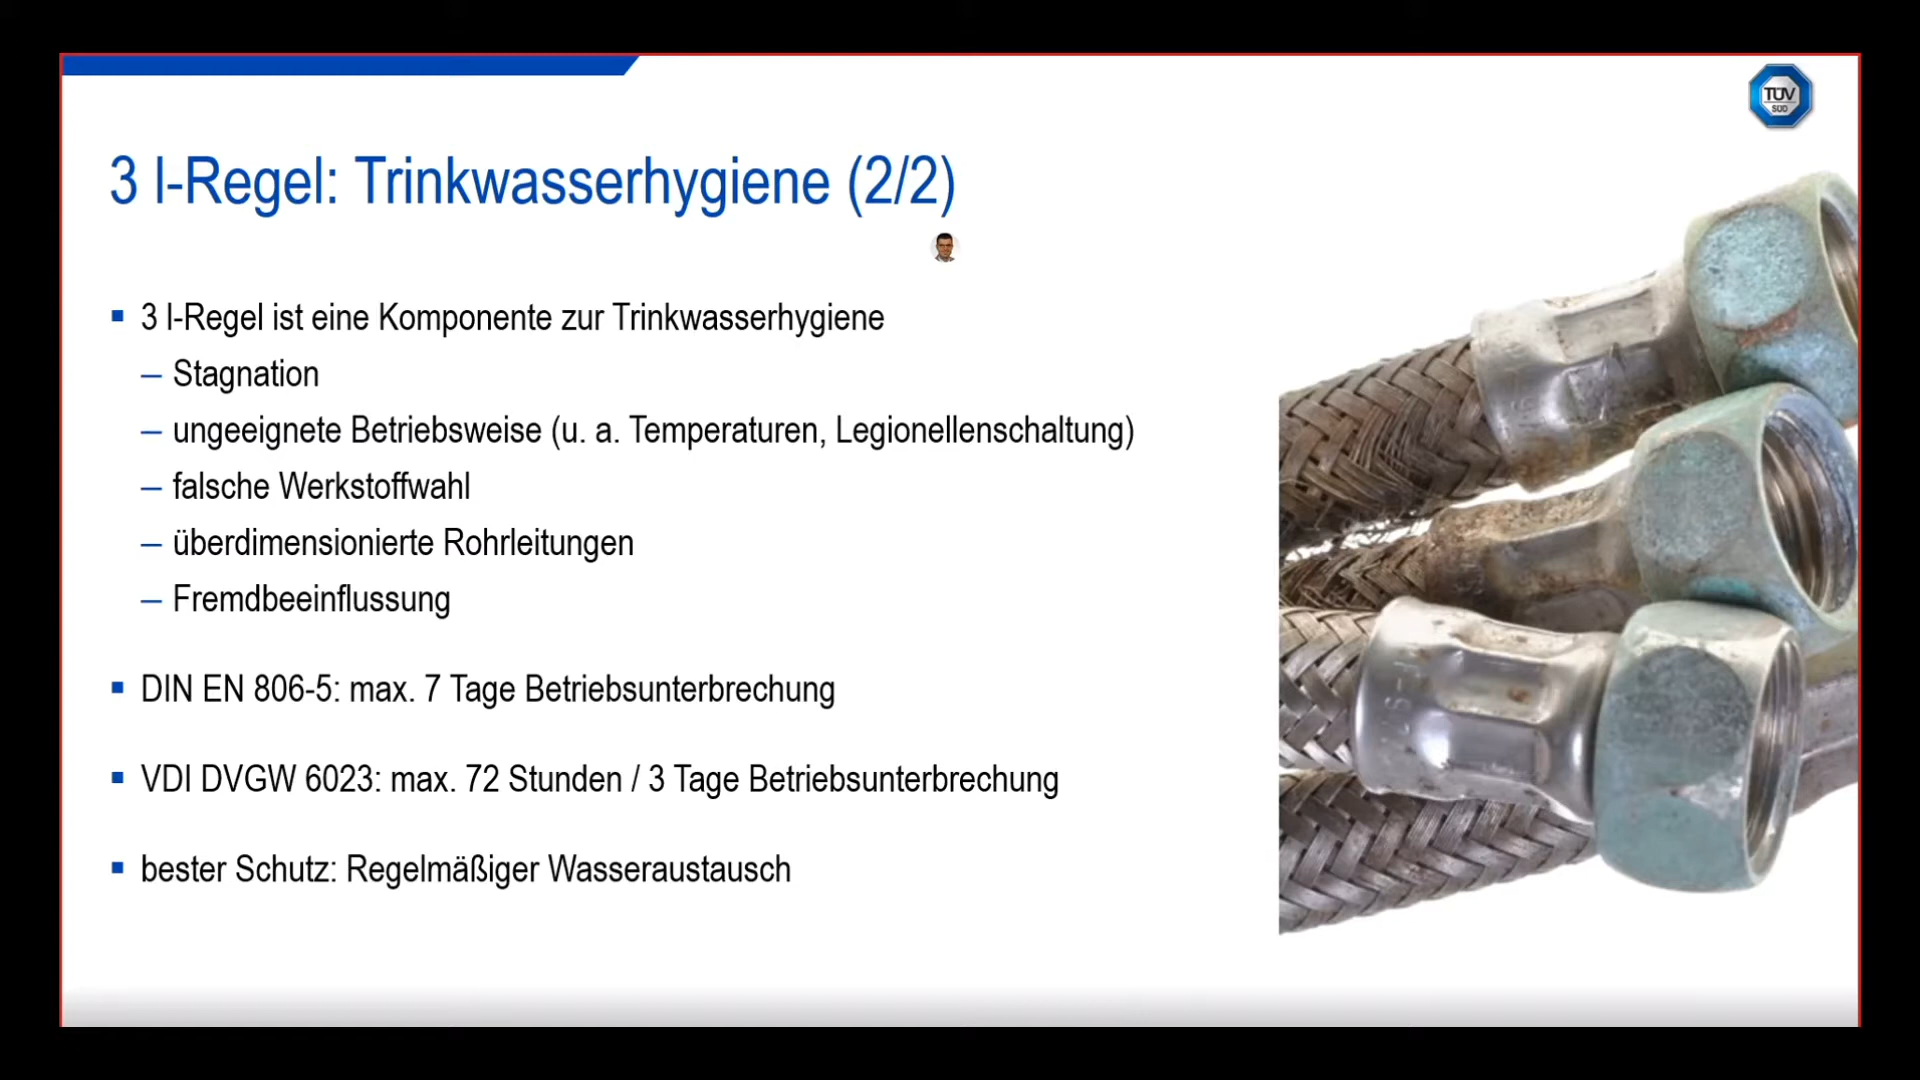 TÜV
SÜD
3 l-Regel: Trinkwasserhygiene (2/2)
3 l-Regel ist eine Komponente zur Trinkwasserhygiene
– Stagnation
– ungeeignete Betriebsweise (u. a. Temperaturen, Legionellenschaltung)
– falsche Werkstoffwahl
– überdimensionierte Rohrleitungen
– Fremdbeeinflussung
DIN EN 806-5: max. 7 Tage Betriebsunterbrechung
VDI DVGW 6023: max. 72 Stunden / 3 Tage Betriebsunterbrechung
bester Schutz: Regelmäßiger Wasseraustausch